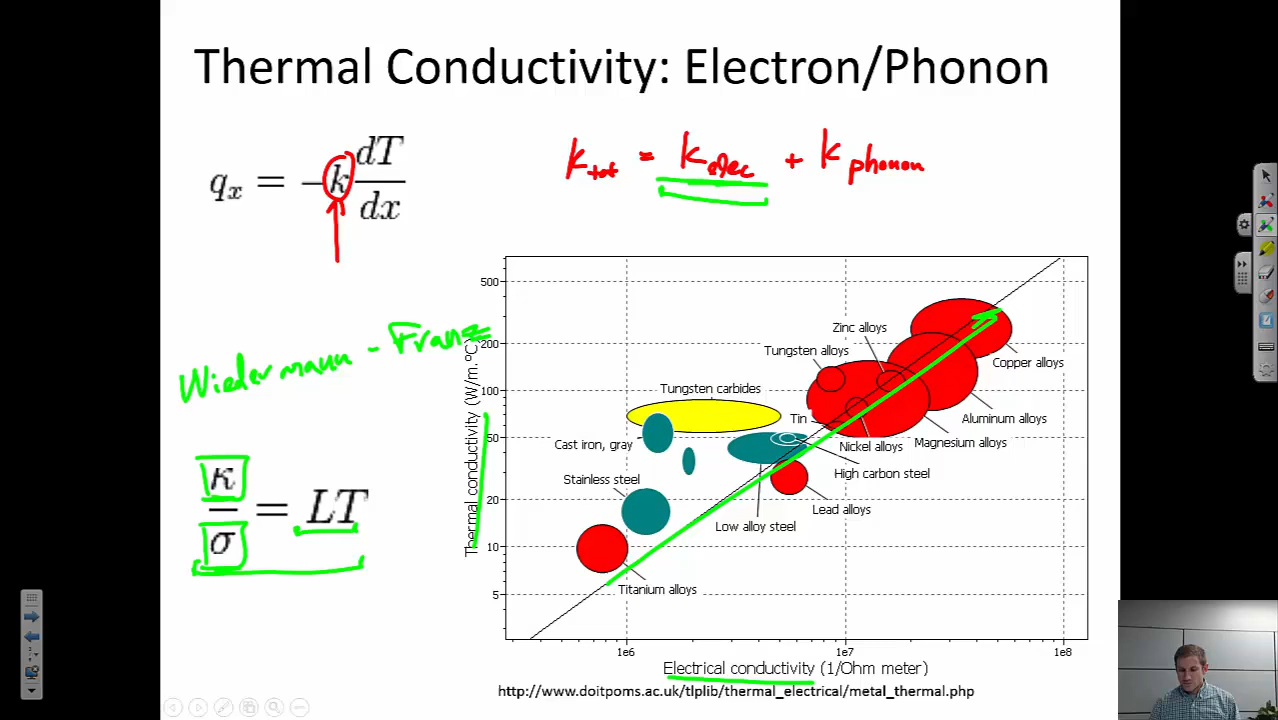 Thermal Conductivity: Electron/Phonon
q_x = -k dT/dx
k_tot = k_elec + k_phonon
Wiedermann - Franz
κ/σ = LT
Thermal conductivity (W/m.ºC)
500
200
100
50
20
10
5
Zinc alloys
Tungsten alloys
Copper alloys
Tungsten carbides
Aluminum alloys
Tin
Cast iron, gray
Nickel alloys
Magnesium alloys
High carbon steel
Stainless steel
Lead alloys
Low alloy steel
Titanium alloys
1e6
1e7
1e8
Electrical conductivity (1/Ohm meter)
http://www.doitpoms.ac.uk/tlplib/thermal_electrical/metal_thermal.php